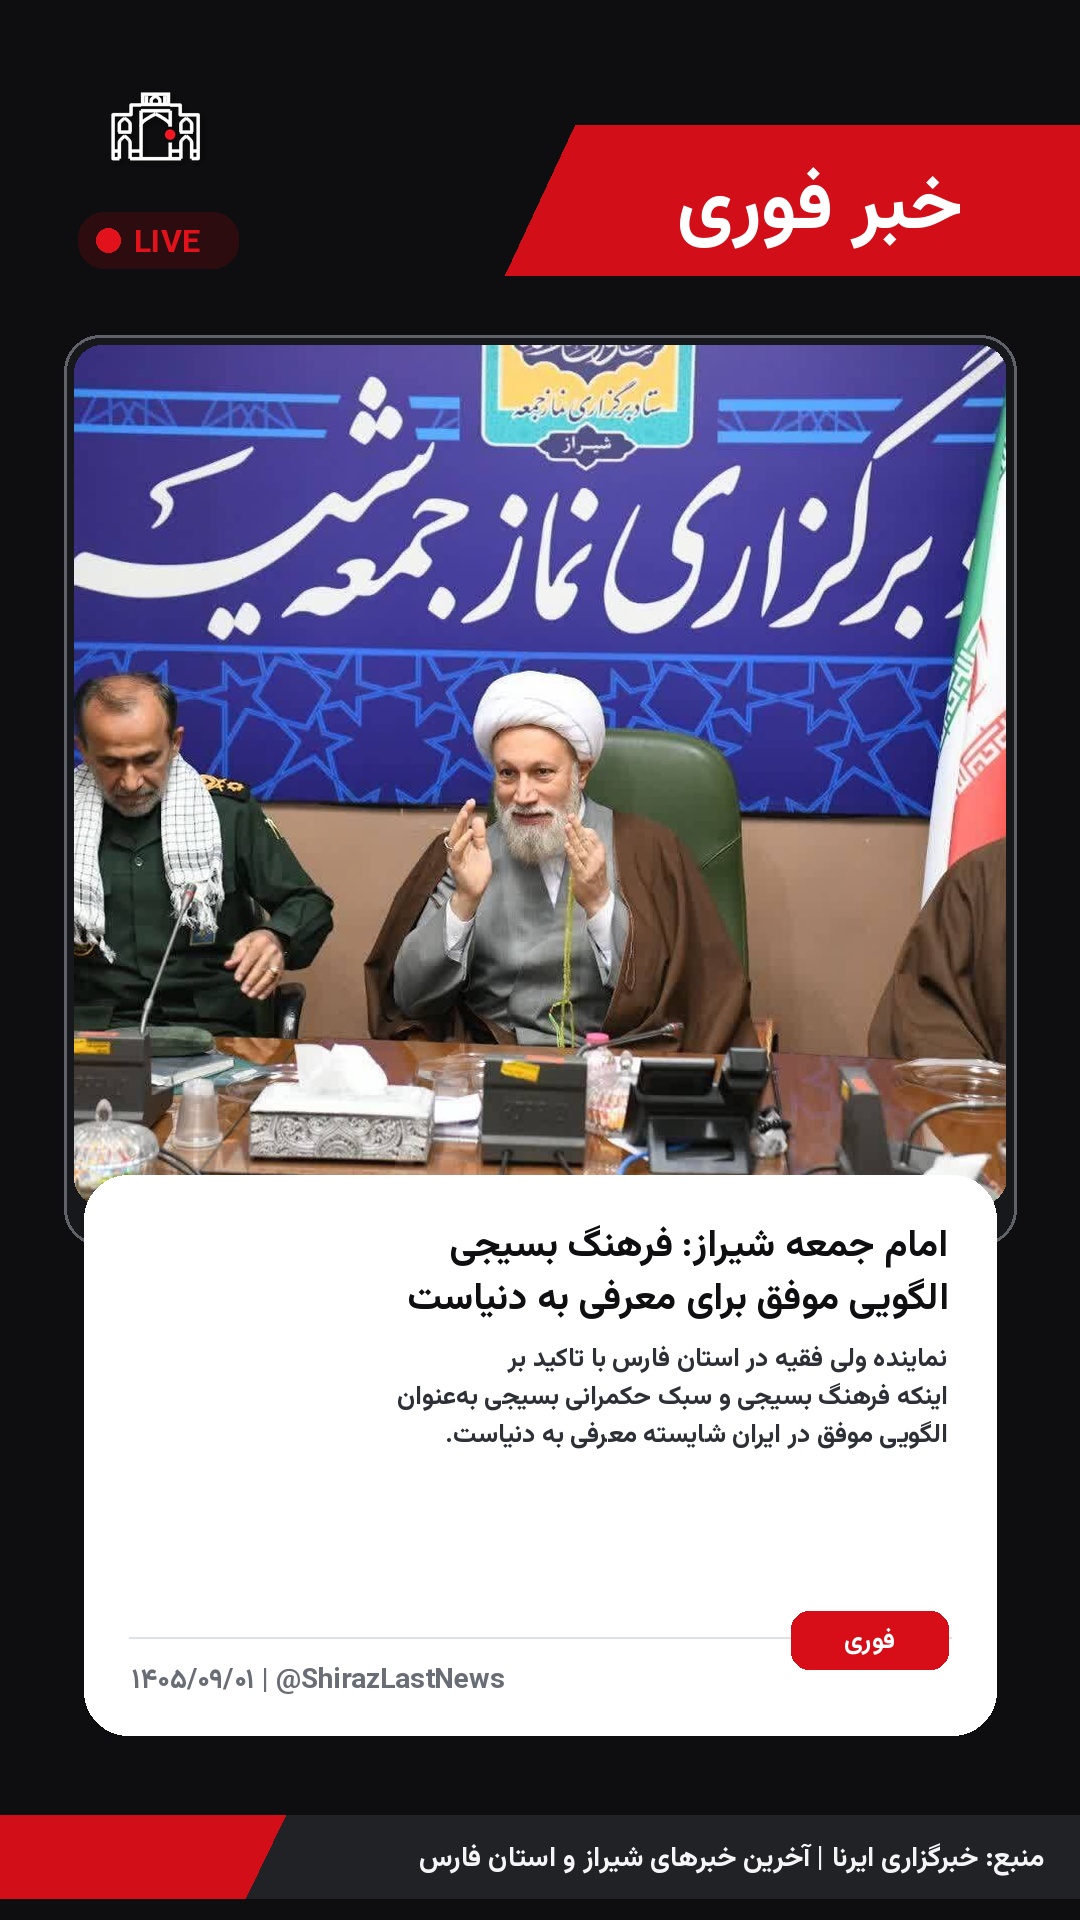 خبر فوری
LIVE
ستاد برگزاری نماز جمعه
شیراز
برگزاری نماز جمعه
امام جمعه شیراز: فرهنگ بسیجی
الگویی موفق برای معرفی به دنیاست
نماینده ولی فقیه در استان فارس با تاکید بر
اینکه فرهنگ بسیجی و سبک حکمرانی بسیجی به‌عنوان
الگویی موفق در ایران شایسته معرفی به دنیاست.
فوری
۱۴۰۵/۰۹/۰۱ | @ShirazLastNews
منبع: خبرگزاری ایرنا | آخرین خبرهای شیراز و استان فارس